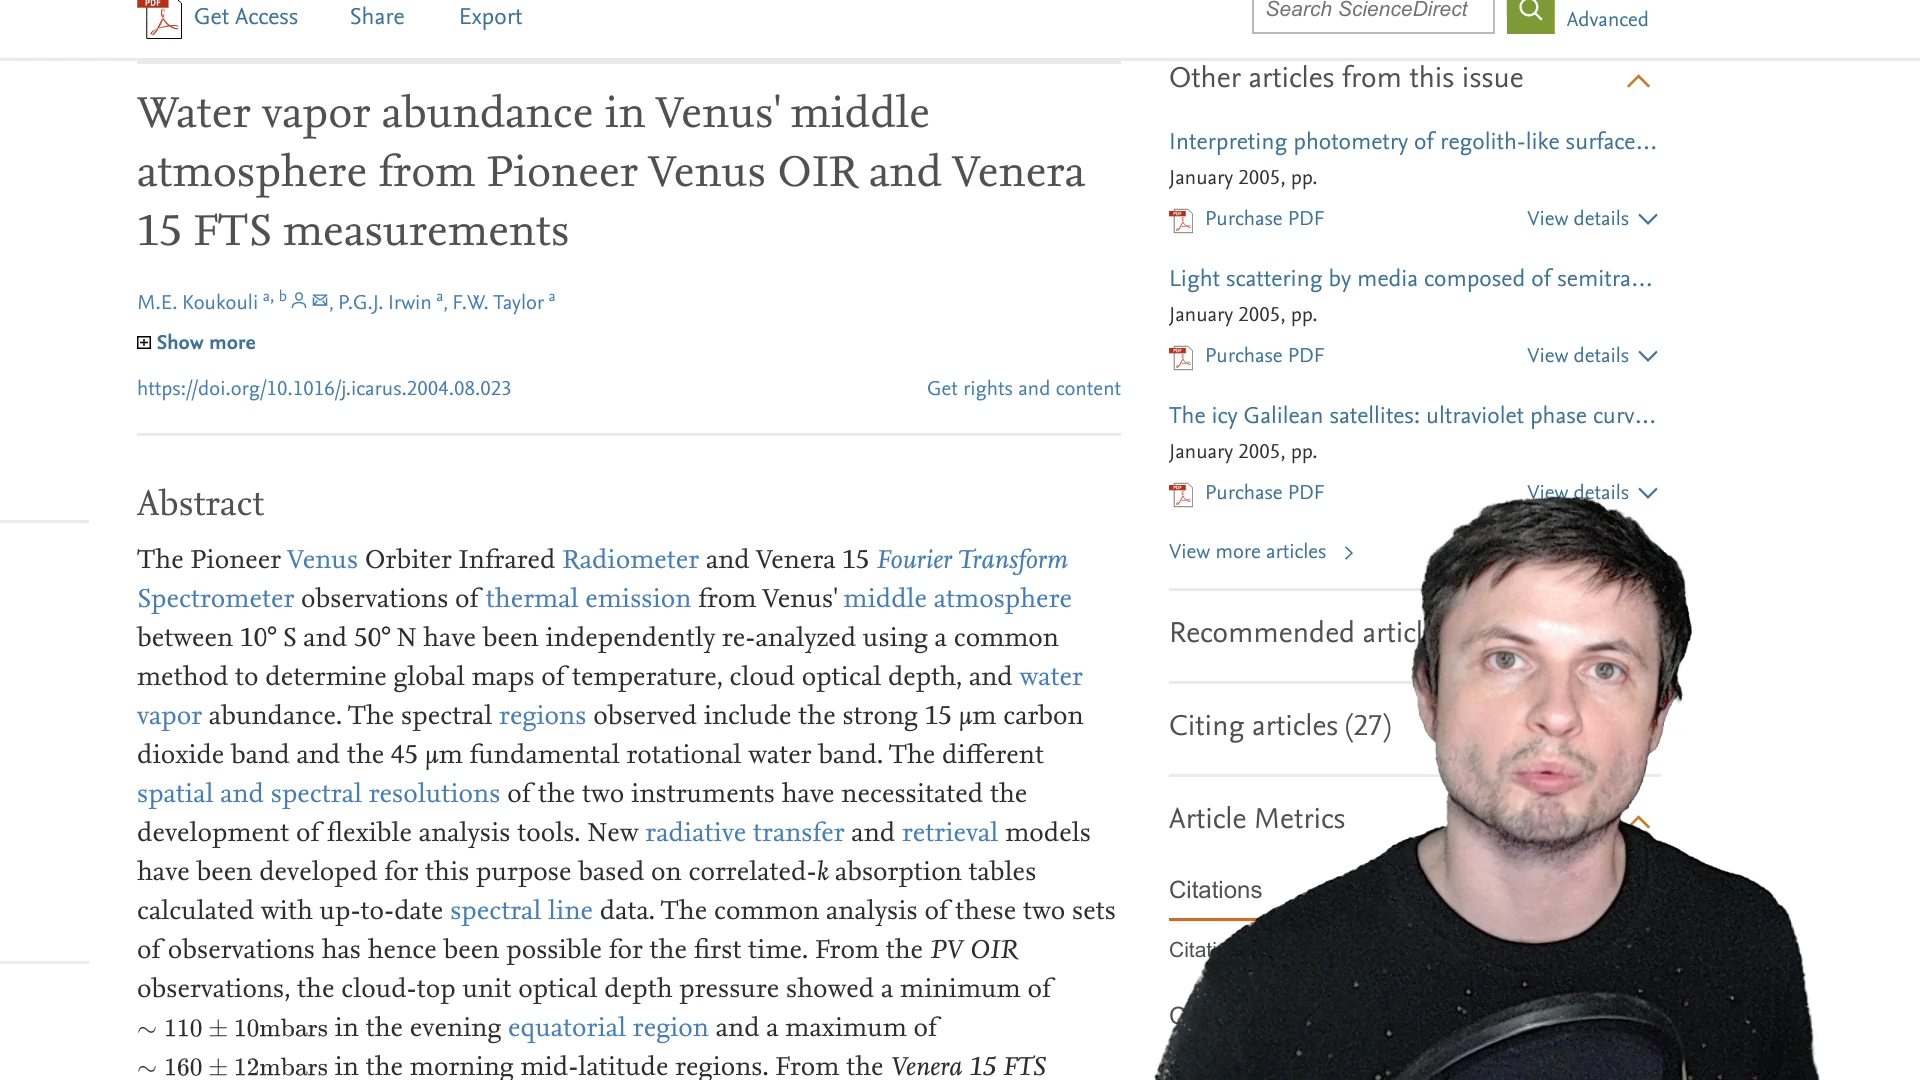 Get Access
Share
Export
Search ScienceDirect
Advanced
Water vapor abundance in Venus' middle
atmosphere from Pioneer Venus OIR and Venera
15 FTS measurements
M.E. Koukouli a, b, P.G.J. Irwin a, F.W. Taylor a
Show more
https://doi.org/10.1016/j.icarus.2004.08.023
Get rights and content
Abstract
The Pioneer Venus Orbiter Infrared Radiometer and Venera 15 Fourier Transform
Spectrometer observations of thermal emission from Venus' middle atmosphere
between 10° S and 50° N have been independently re-analyzed using a common
method to determine global maps of temperature, cloud optical depth, and water
vapor abundance. The spectral regions observed include the strong 15 μm carbon
dioxide band and the 45 μm fundamental rotational water band. The different
spatial and spectral resolutions of the two instruments have necessitated the
development of flexible analysis tools. New radiative transfer and retrieval models
have been developed for this purpose based on correlated-k absorption tables
calculated with up-to-date spectral line data. The common analysis of these two sets
of observations has hence been possible for the first time. From the PV OIR
observations, the cloud-top unit optical depth pressure showed a minimum of
∼ 110 ± 10mbars in the evening equatorial region and a maximum of
∼ 160 ± 12mbars in the morning mid-latitude regions. From the Venera 15 FTS
Other articles from this issue
Interpreting photometry of regolith-like surface...
January 2005, pp.
PDF
Purchase PDF
View details
Light scattering by media composed of semitra...
January 2005, pp.
PDF
Purchase PDF
View details
The icy Galilean satellites: ultraviolet phase curv...
January 2005, pp.
PDF
Purchase PDF
View details
View more articles
Recommended articl
Citing articles (27)
Article Metrics
Citations
Citati